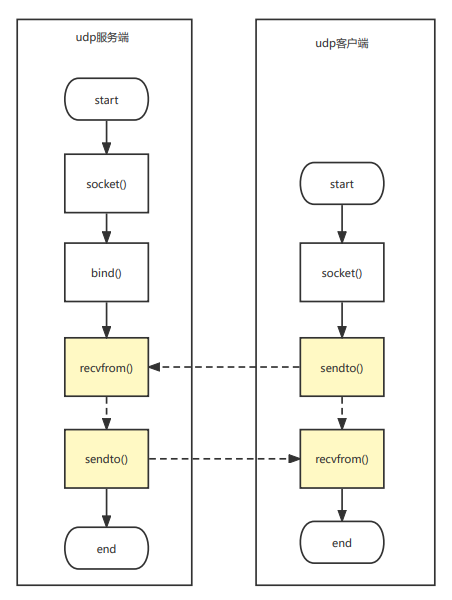 udp服务端
start
socket()
bind()
recvfrom()
sendto()
end
udp客户端
start
socket()
sendto()
recvfrom()
end